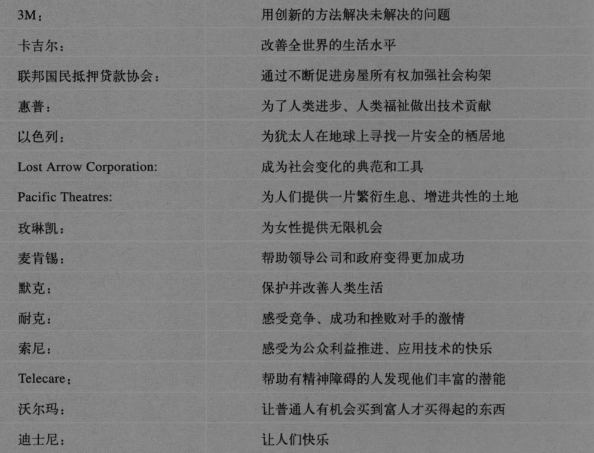 3M： 用创新的方法解决未解决的问题
卡吉尔： 改善全世界的生活水平
联邦国民抵押贷款协会： 通过不断促进房屋所有权加强社会构架
惠普： 为了人类进步、人类福祉做出技术贡献
以色列： 为犹太人在地球上寻找一片安全的栖居地
Lost Arrow Corporation: 成为社会变化的典范和工具
Pacific Theatres: 为人们提供一片繁衍生息、增进共性的土地
玫琳凯： 为女性提供无限机会
麦肯锡： 帮助领导公司和政府变得更加成功
默克： 保护并改善人类生活
耐克： 感受竞争、成功和挫败对手的激情
索尼： 感受为公众利益推进、应用技术的快乐
Telecare： 帮助有精神障碍的人发现他们丰富的潜能
沃尔玛： 让普通人有机会买到富人才买得起的东西
迪士尼： 让人们快乐